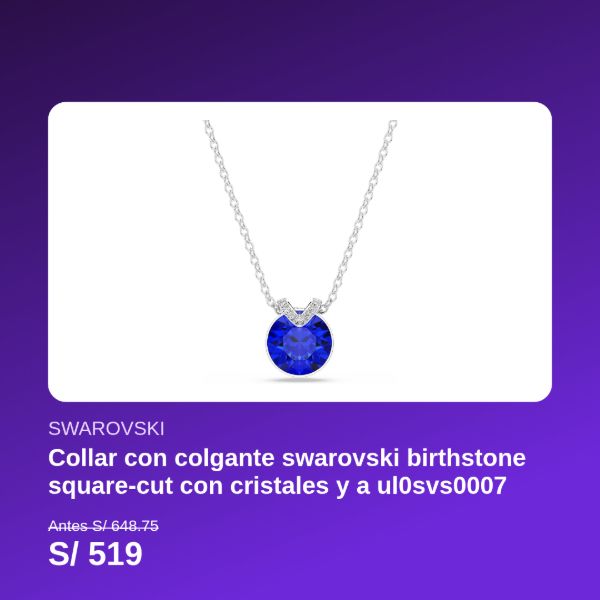 SWAROVSKI
Collar con colgante swarovski birthstone
square-cut con cristales y a ul0svs0007
Antes S/ 648.75
S/ 519